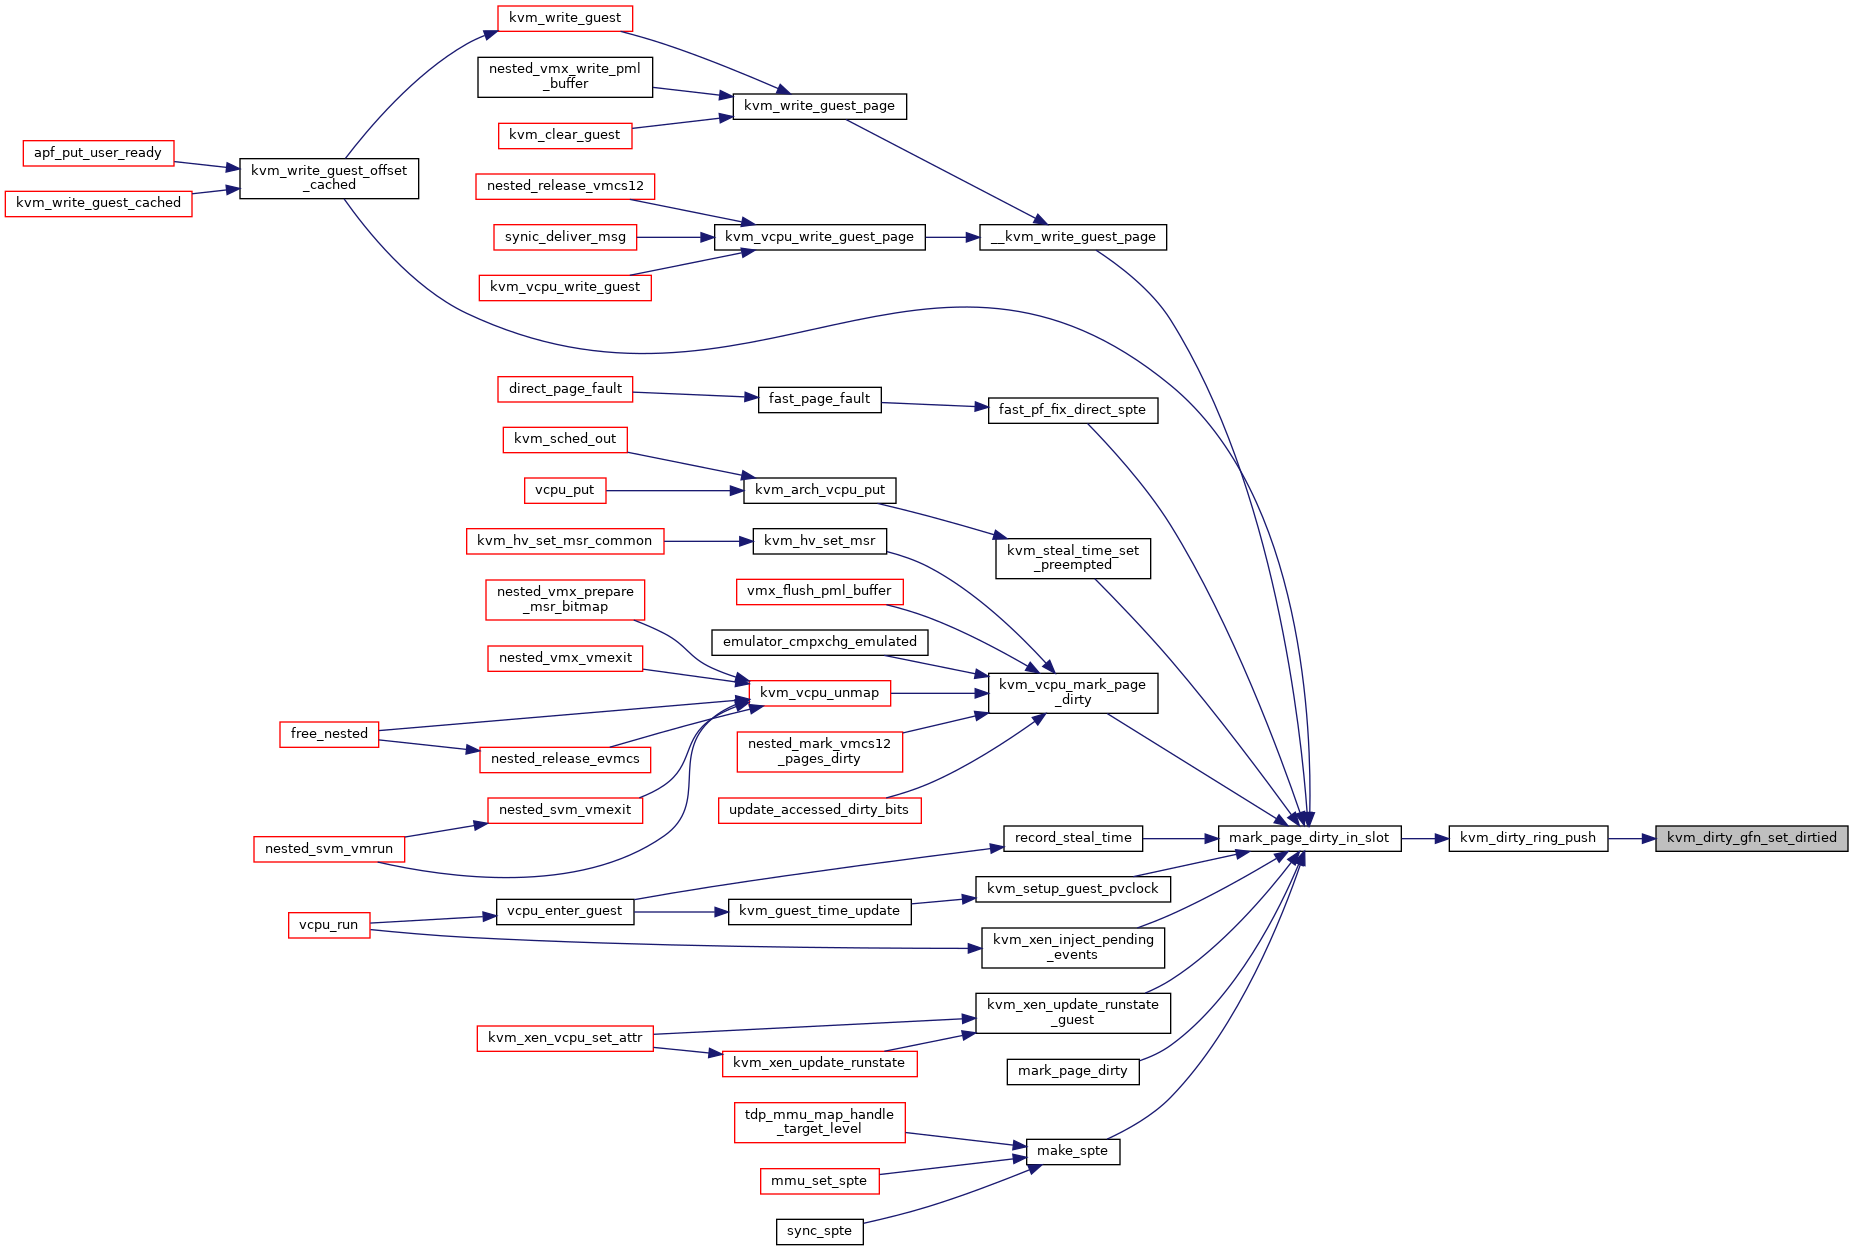 kvm_write_guest
nested_vmx_write_pml
_buffer
kvm_write_guest_page
kvm_clear_guest
apf_put_user_ready
kvm_write_guest_offset
_cached
kvm_write_guest_cached
nested_release_vmcs12
synic_deliver_msg
kvm_vcpu_write_guest_page
__kvm_write_guest_page
kvm_vcpu_write_guest
direct_page_fault
fast_page_fault
fast_pf_fix_direct_spte
kvm_sched_out
vcpu_put
kvm_arch_vcpu_put
kvm_hv_set_msr_common
kvm_hv_set_msr
kvm_steal_time_set
_preempted
nested_vmx_prepare
_msr_bitmap
vmx_flush_pml_buffer
emulator_cmpxchg_emulated
nested_vmx_vmexit
kvm_vcpu_unmap
kvm_vcpu_mark_page
_dirty
free_nested
nested_release_evmcs
nested_mark_vmcs12
_pages_dirty
nested_svm_vmexit
update_accessed_dirty_bits
nested_svm_vmrun
record_steal_time
mark_page_dirty_in_slot
kvm_dirty_ring_push
kvm_dirty_gfn_set_dirtied
kvm_setup_guest_pvclock
vcpu_run
vcpu_enter_guest
kvm_guest_time_update
kvm_xen_inject_pending
_events
kvm_xen_update_runstate
_guest
kvm_xen_vcpu_set_attr
kvm_xen_update_runstate
mark_page_dirty
tdp_mmu_map_handle
_target_level
make_spte
mmu_set_spte
sync_spte